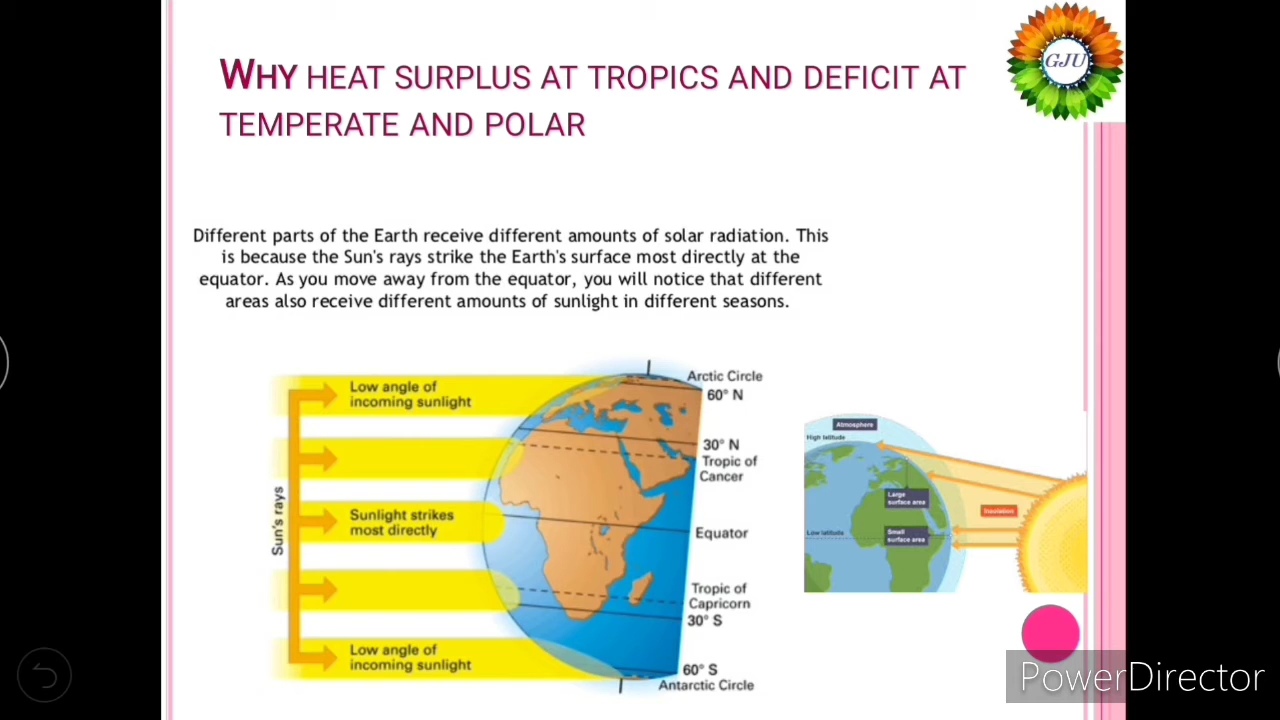 WHY HEAT SURPLUS AT TROPICS AND DEFICIT AT
TEMPERATE AND POLAR
GJU
Different parts of the Earth receive different amounts of solar radiation. This
is because the Sun's rays strike the Earth's surface most directly at the
equator. As you move away from the equator, you will notice that different
areas also receive different amounts of sunlight in different seasons.
Sun's rays
Low angle of
incoming sunlight
Sunlight strikes
most directly
Low angle of
incoming sunlight
Arctic Circle
60° N
30° N
Tropic of
Cancer
Equator
Tropic of
Capricorn
30° S
60° S
Antarctic Circle
Atmosphere
High latitude
Large
surface area
Insulation
Low latitude
Small
surface area
PowerDirector